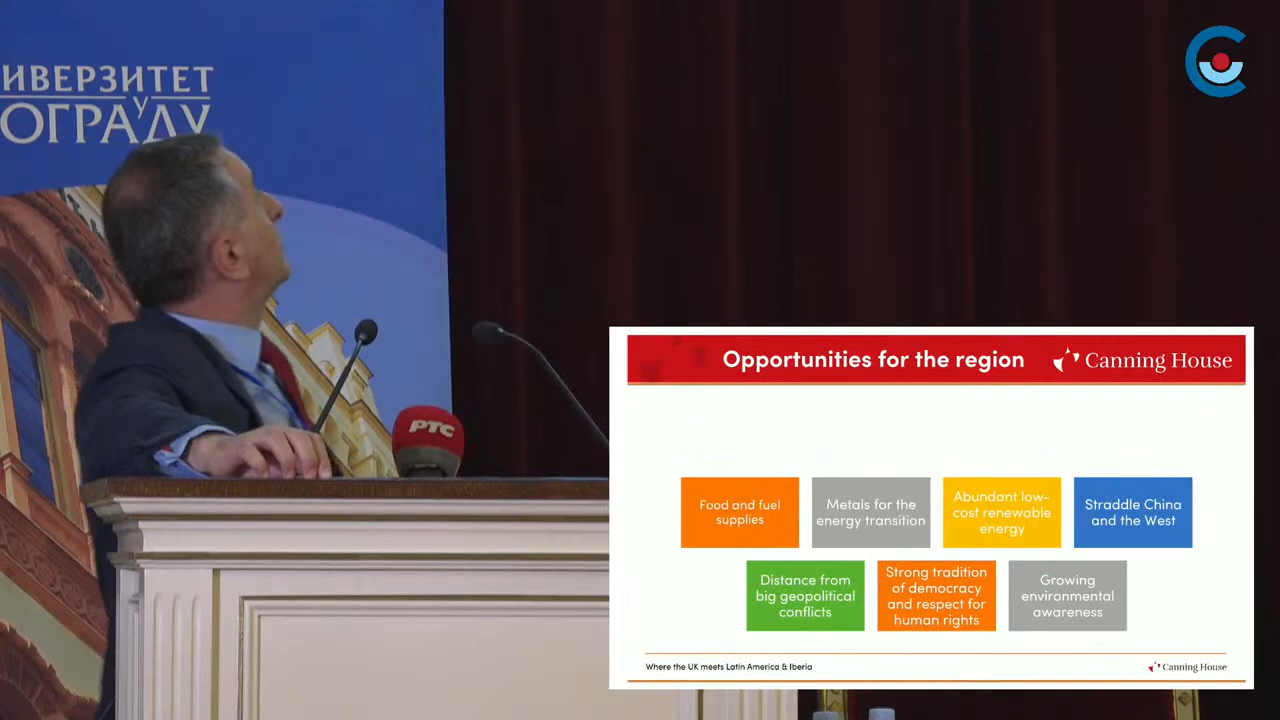 ИВЕРЗИТЕТ
У
ОГРАДУ
РТС
Opportunities for the region
Canning House
Food and fuel
supplies
Metals for the
energy transition
Abundant low-
cost renewable
energy
Straddle China
and the West
Distance from
big geopolitical
conflicts
Strong tradition
of democracy
and respect for
human rights
Growing
environmental
awareness
Where the UK meets Latin America & Iberia
Canning House